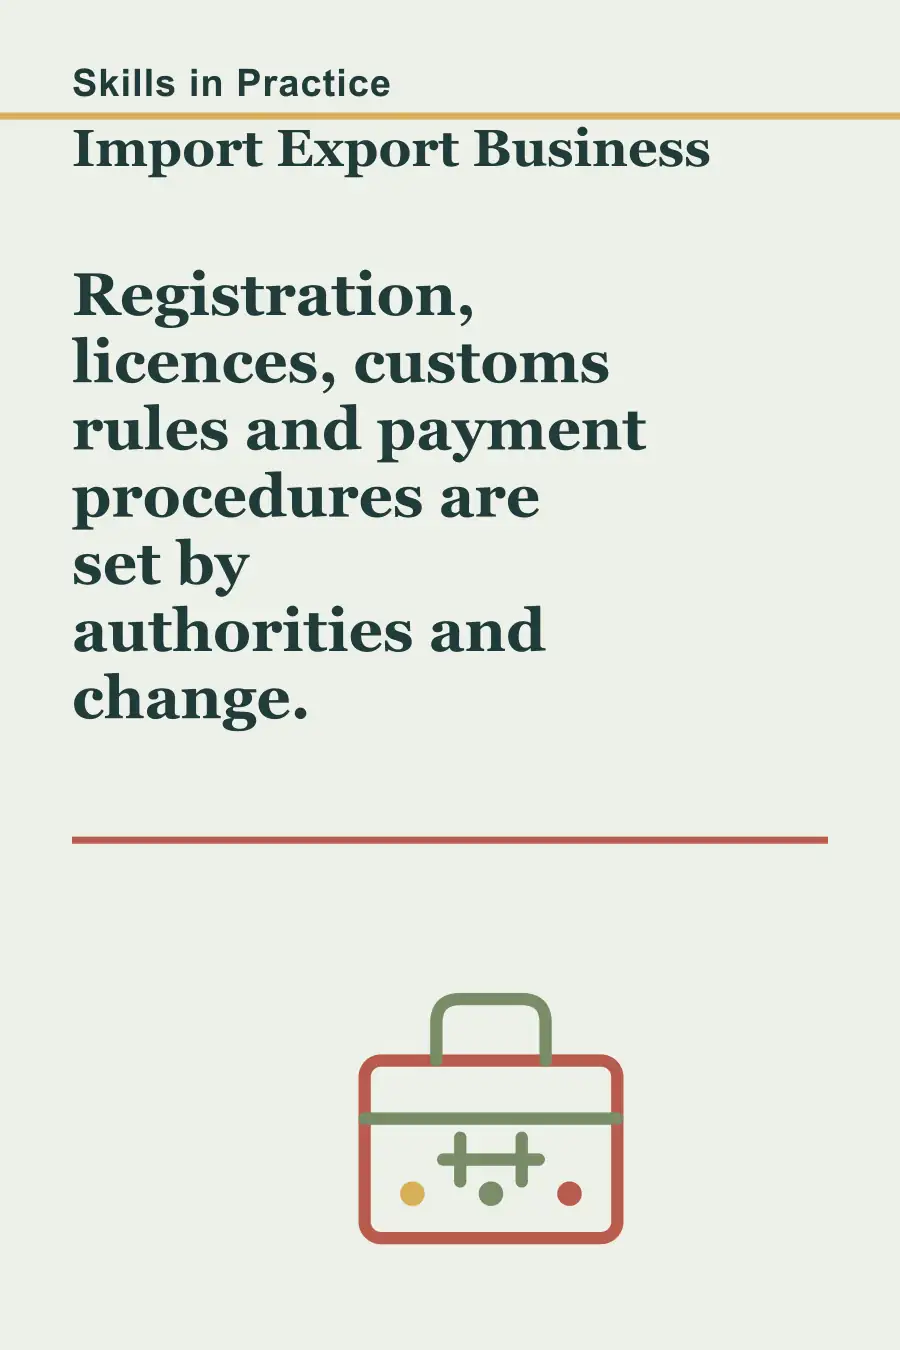 Skills in Practice
Import Export Business
Registration,
licences, customs
rules and payment
procedures are
set by
authorities and
change.